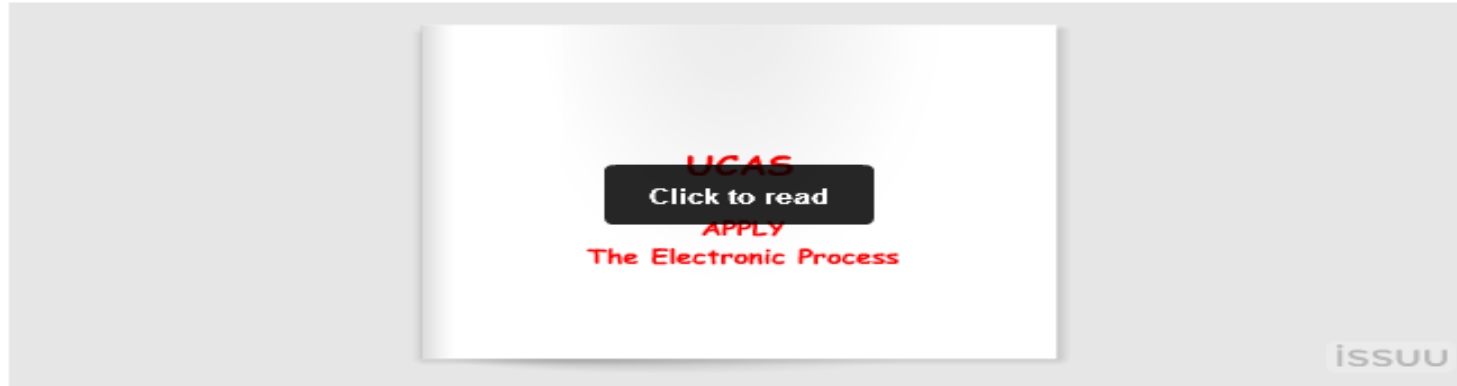 UCAS
Click to read
APPLY
The Electronic Process
issuu